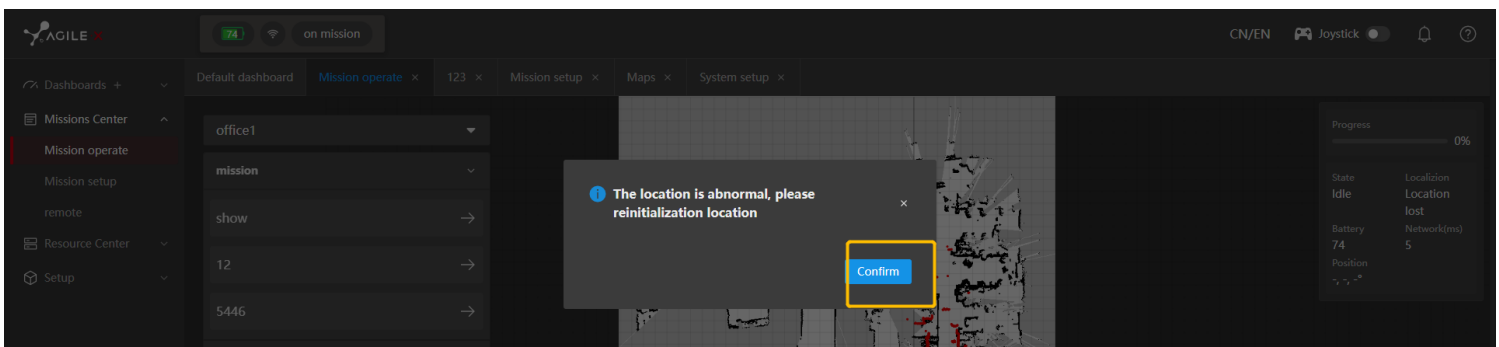 AGILE
74
on mission
CN/EN
Joystick
Dashboards +
Default dashboard
Mission operate ×
123 ×
Mission setup ×
Maps ×
System setup ×
Missions Center
Mission operate
Mission setup
remote
Resource Center
Setup
office1
mission
show
12
5446
The location is abnormal, please
reinitialization location
×
Confirm
Progress
0%
State
Localizion
Idle
Location
lost
Battery
Network(ms)
74
5
Position
-, -, -°